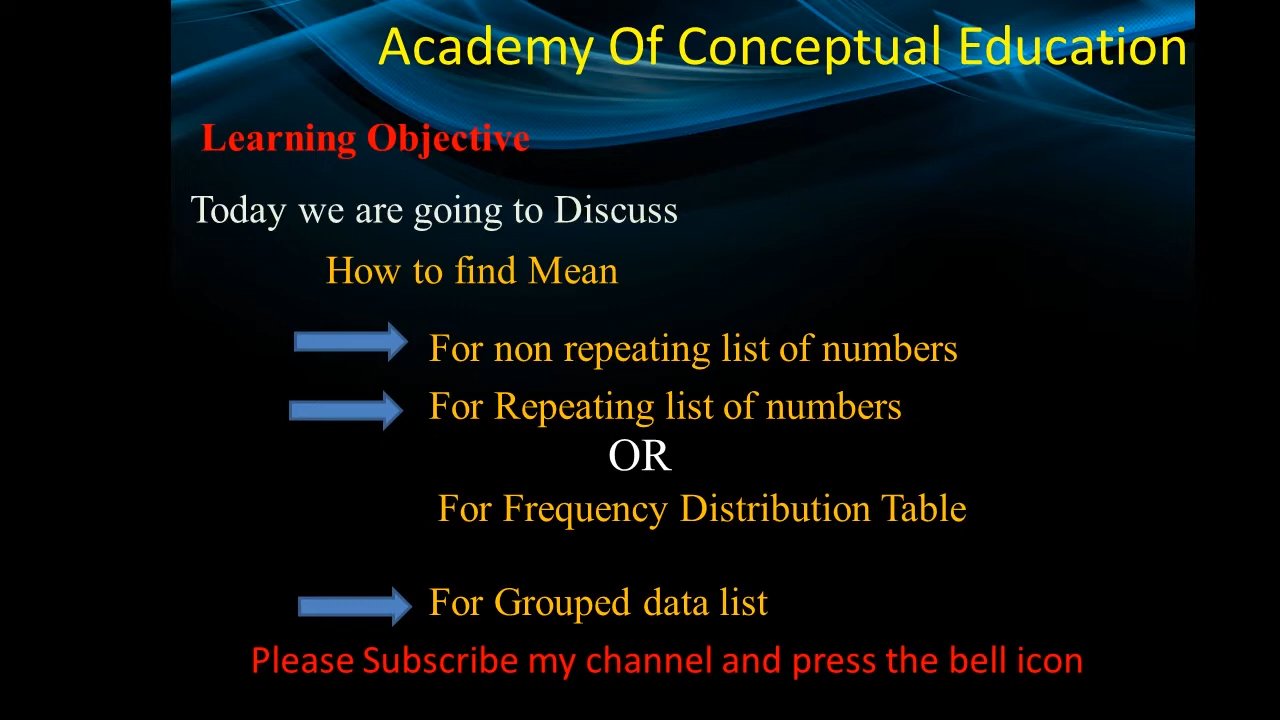 Academy Of Conceptual Education
Learning Objective
Today we are going to Discuss
How to find Mean
For non repeating list of numbers
For Repeating list of numbers
OR
For Frequency Distribution Table
For Grouped data list
Please Subscribe my channel and press the bell icon